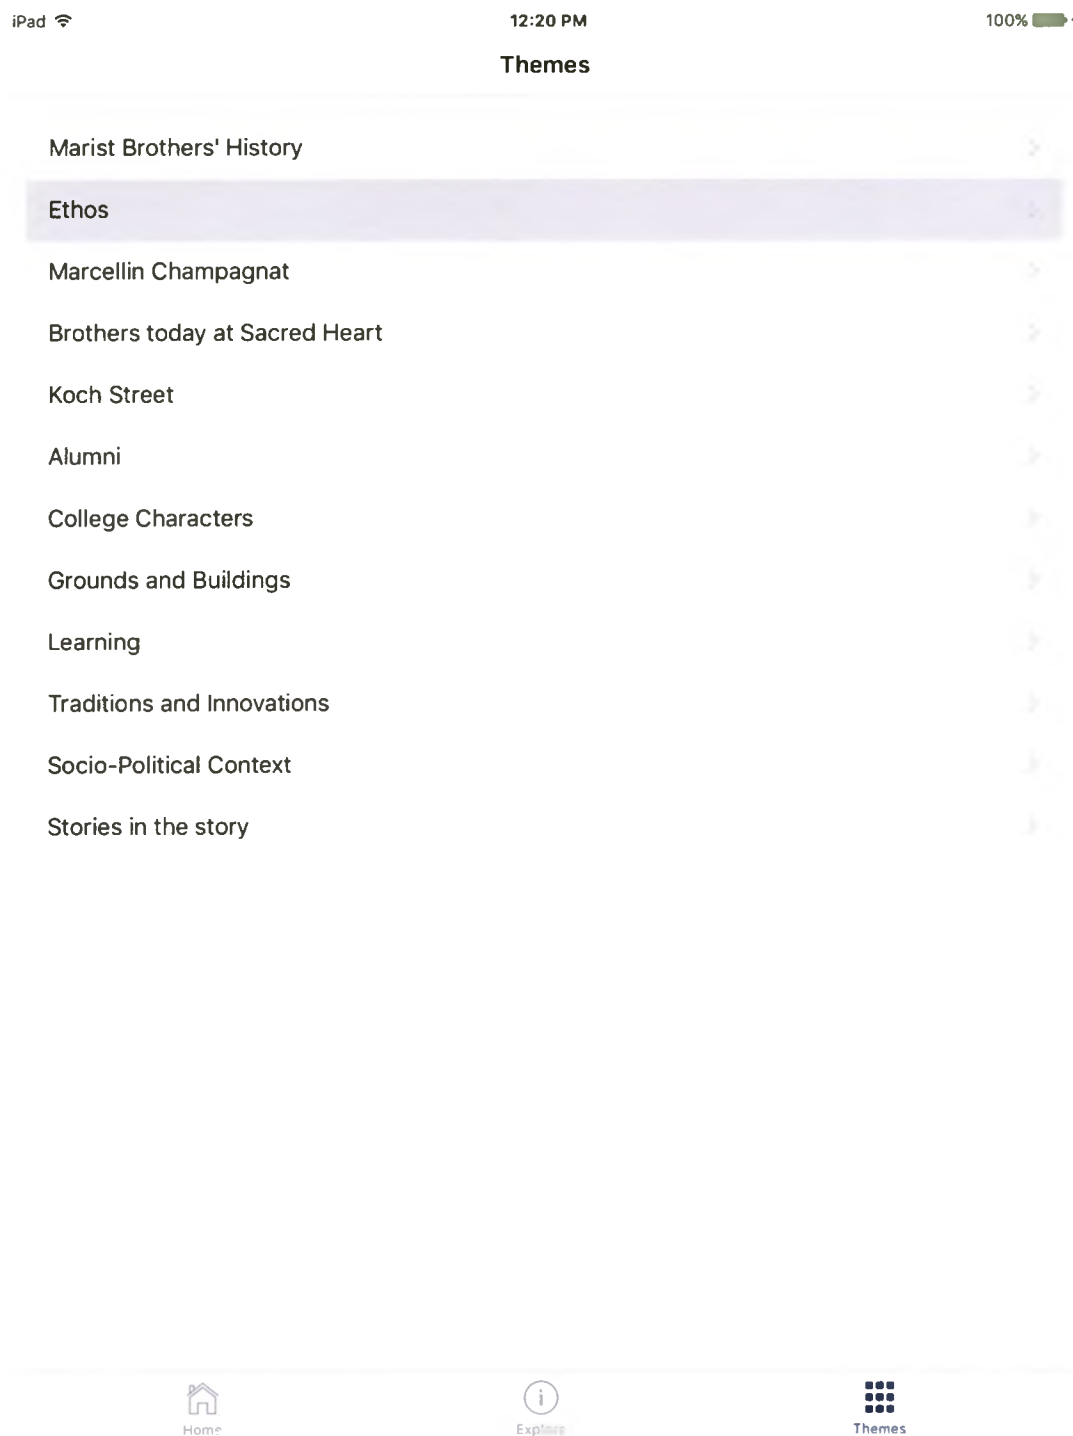 iPad
12:20 PM
100%
Themes
Marist Brothers' History
Ethos
Marcellin Champagnat
Brothers today at Sacred Heart
Koch Street
Alumni
College Characters
Grounds and Buildings
Learning
Traditions and Innovations
Socio-Political Context
Stories in the story
Home
Explore
Themes